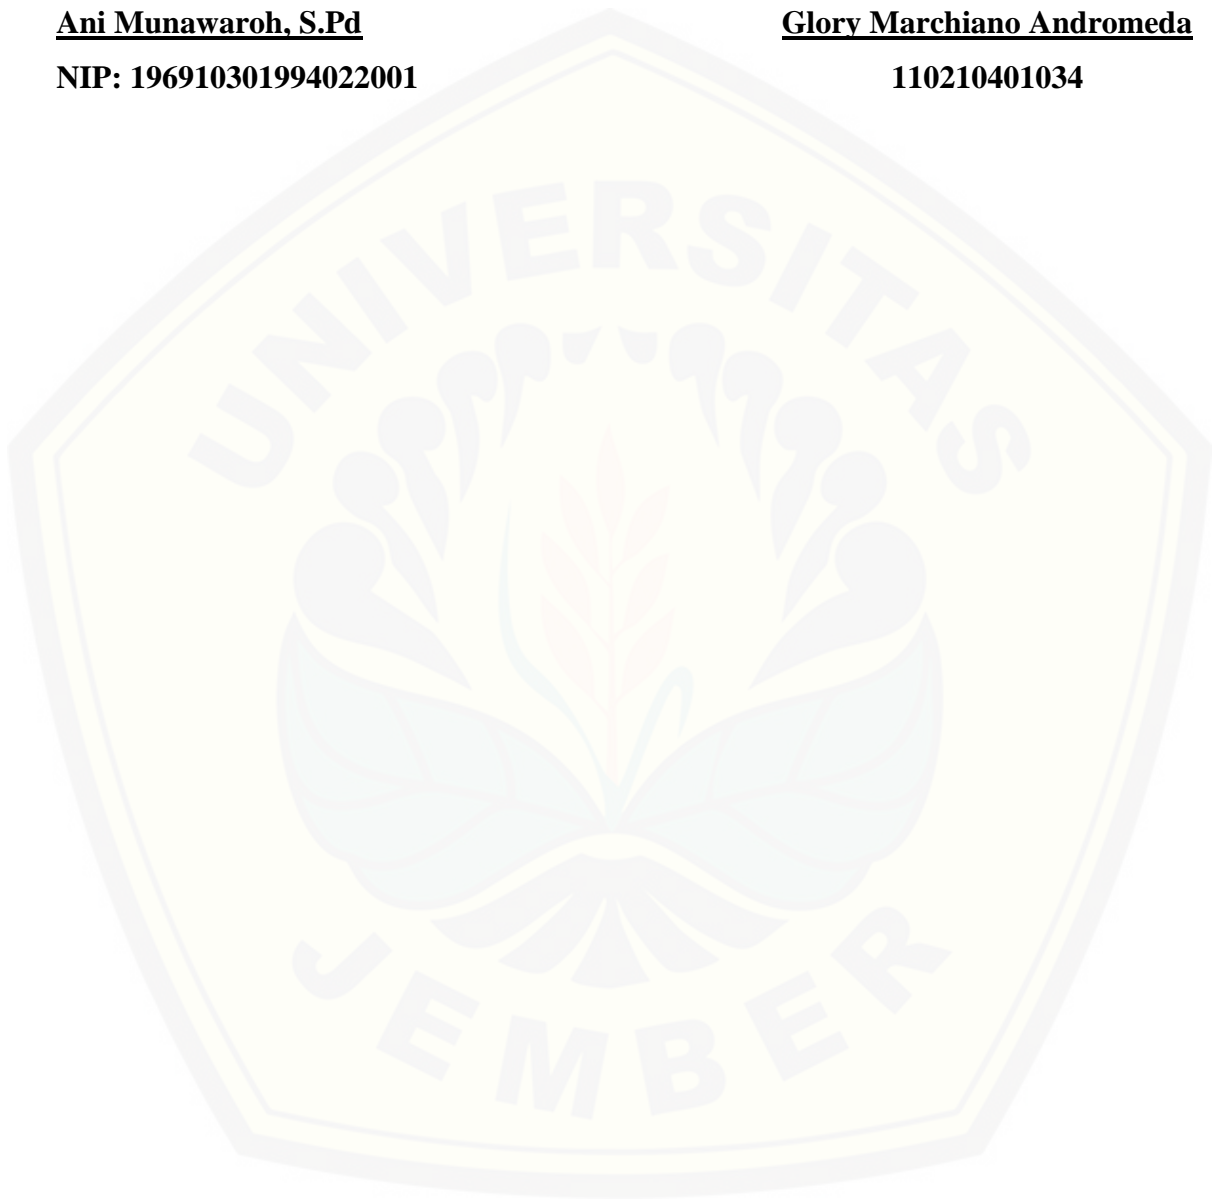 Ani Munawaroh, S.Pd Glory Marchiano Andromeda
NIP: 196910301994022001 110210401034
UNIVERSITAS
JEMBER